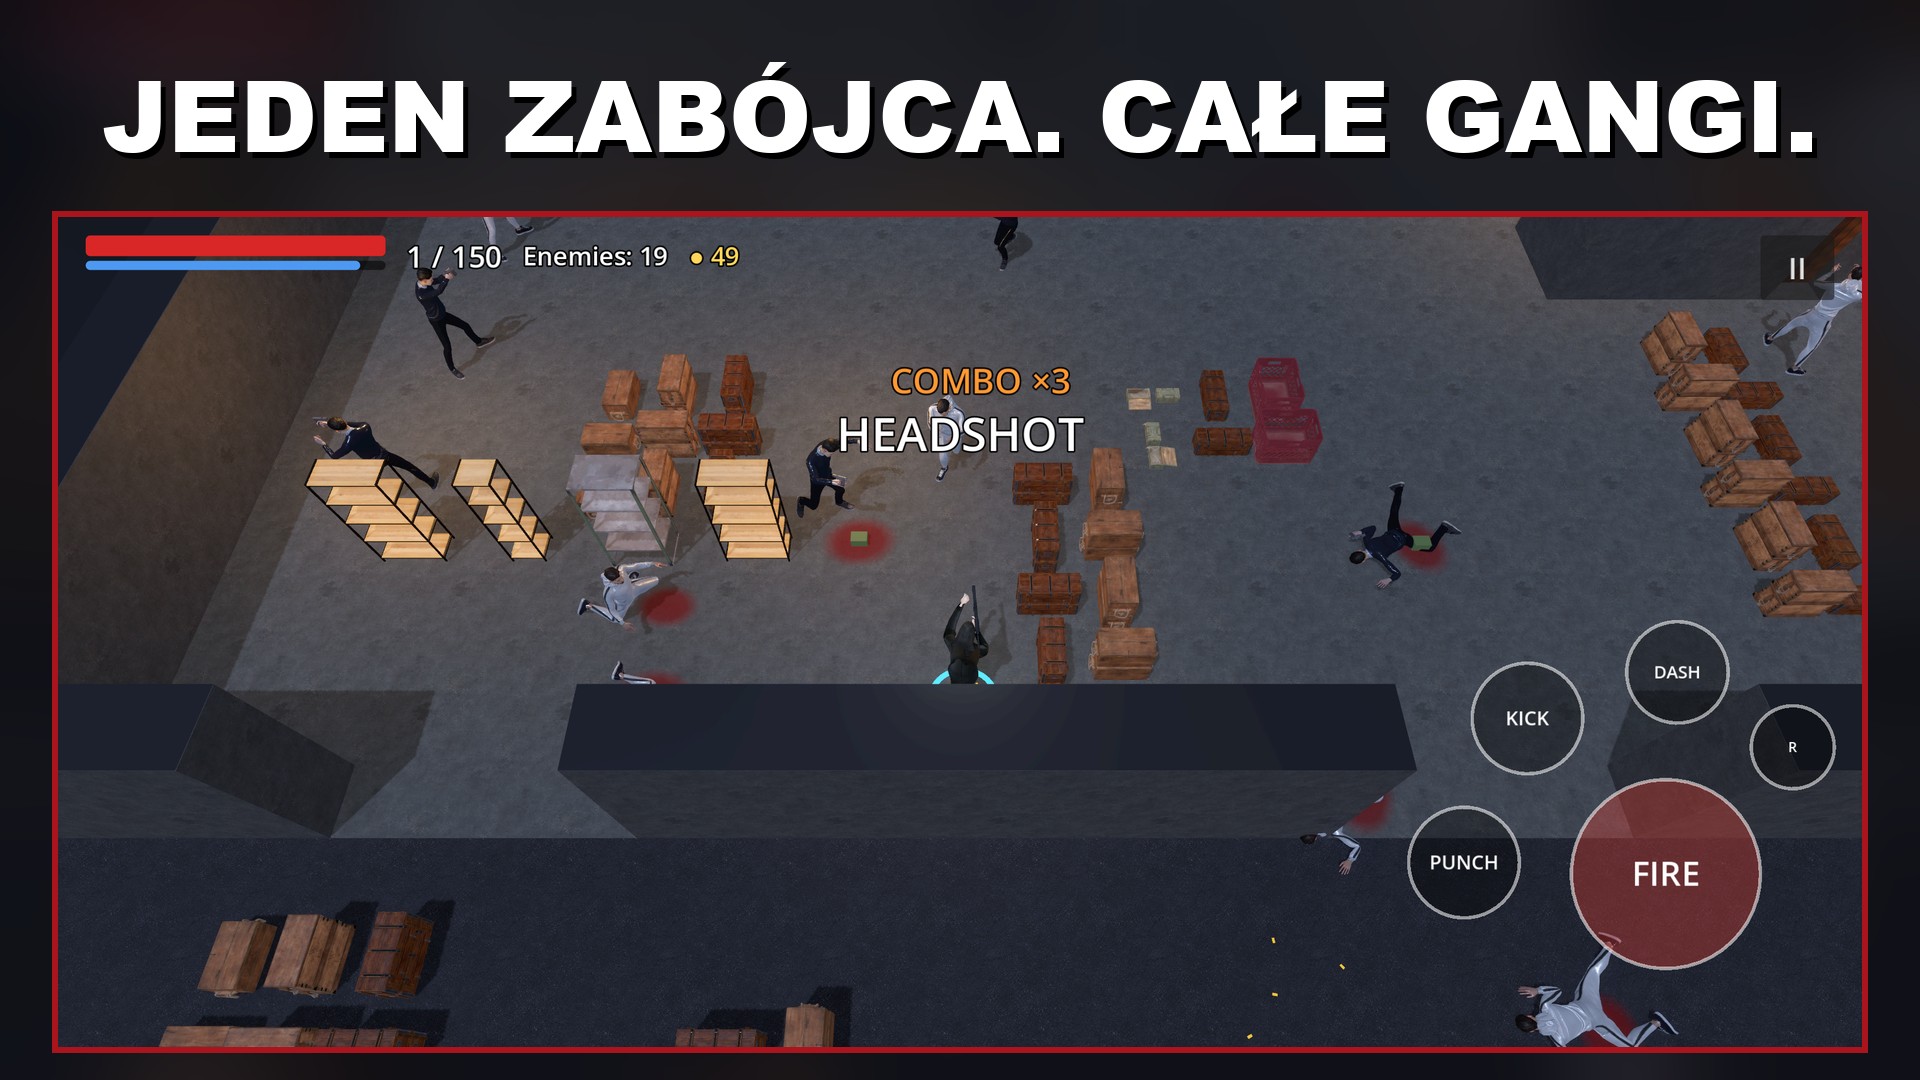 JEDEN ZABÓJCA. CAŁE GANGI.
1 / 150 Enemies: 19 49
COMBO ×3
HEADSHOT
DASH
KICK
R
PUNCH
FIRE